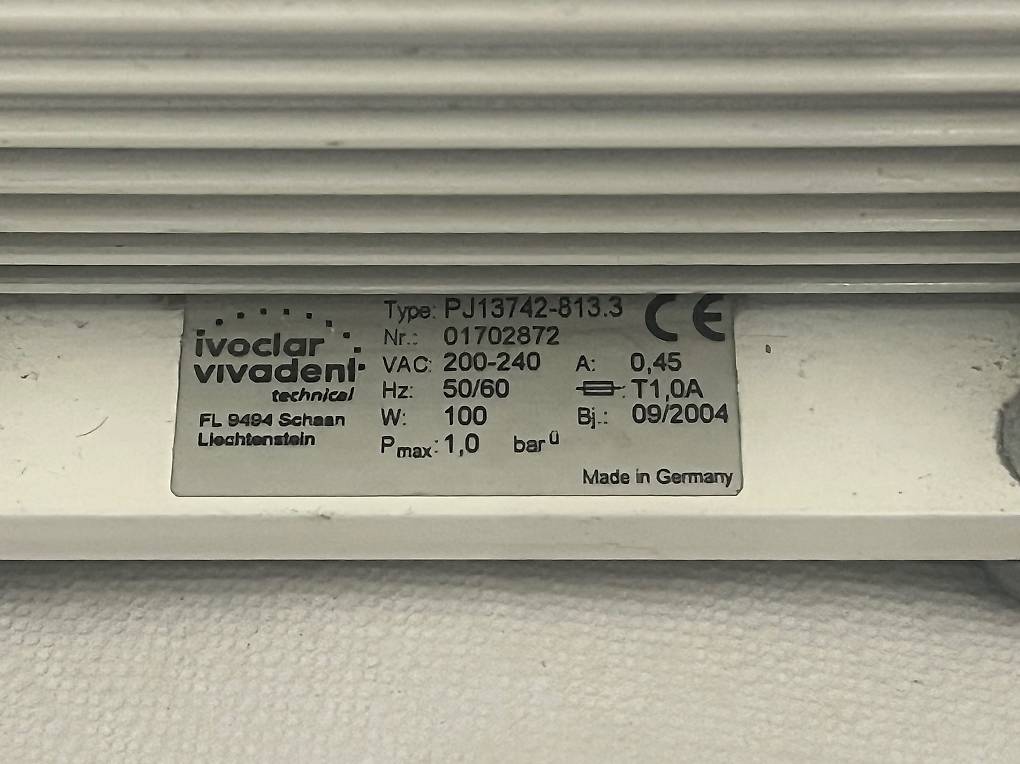 ivoclar
vivadent
technical
FL 9494 Schaan
Liechtenstein
Type: PJ13742-813.3 CE
Nr.: 01702872
VAC: 200-240 A: 0,45
Hz: 50/60 : T1,0A
W: 100 Bj.: 09/2004
Pmax: 1,0 barü
Made in Germany